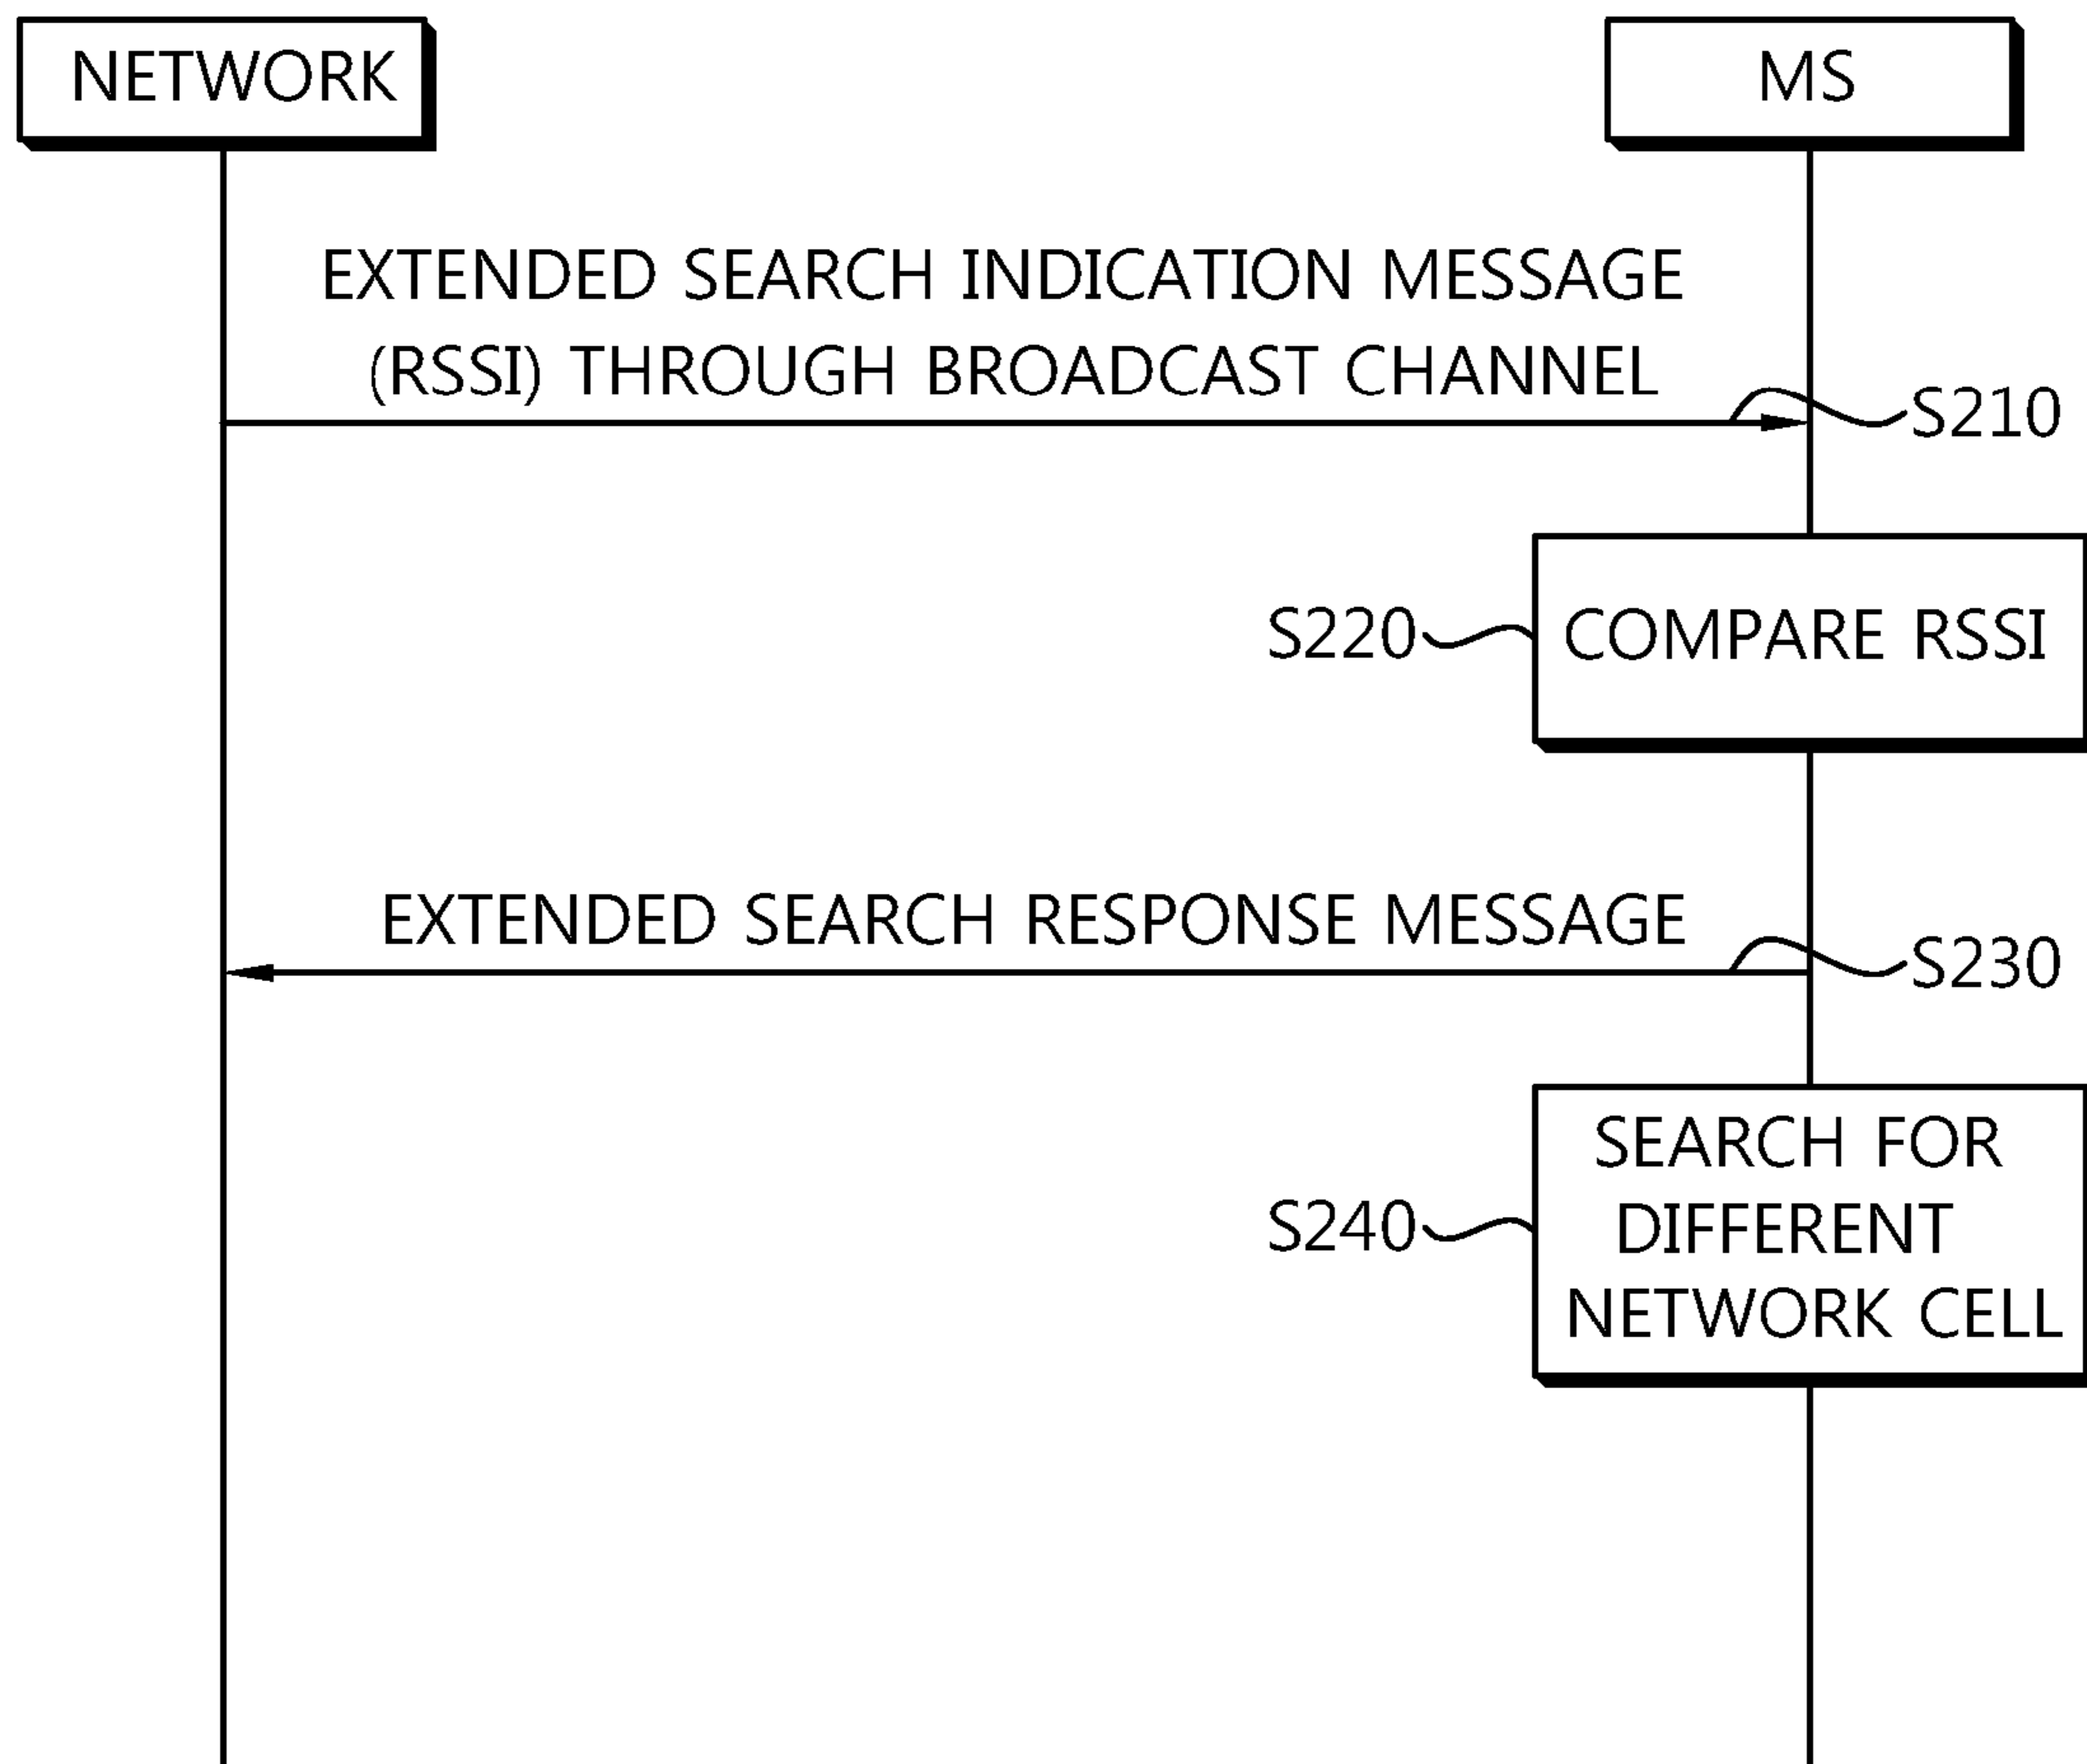 NETWORK
MS
EXTENDED SEARCH INDICATION MESSAGE
(RSSI) THROUGH BROADCAST CHANNEL
S210
S220
COMPARE RSSI
EXTENDED SEARCH RESPONSE MESSAGE
S230
SEARCH FOR
DIFFERENT
NETWORK CELL
S240